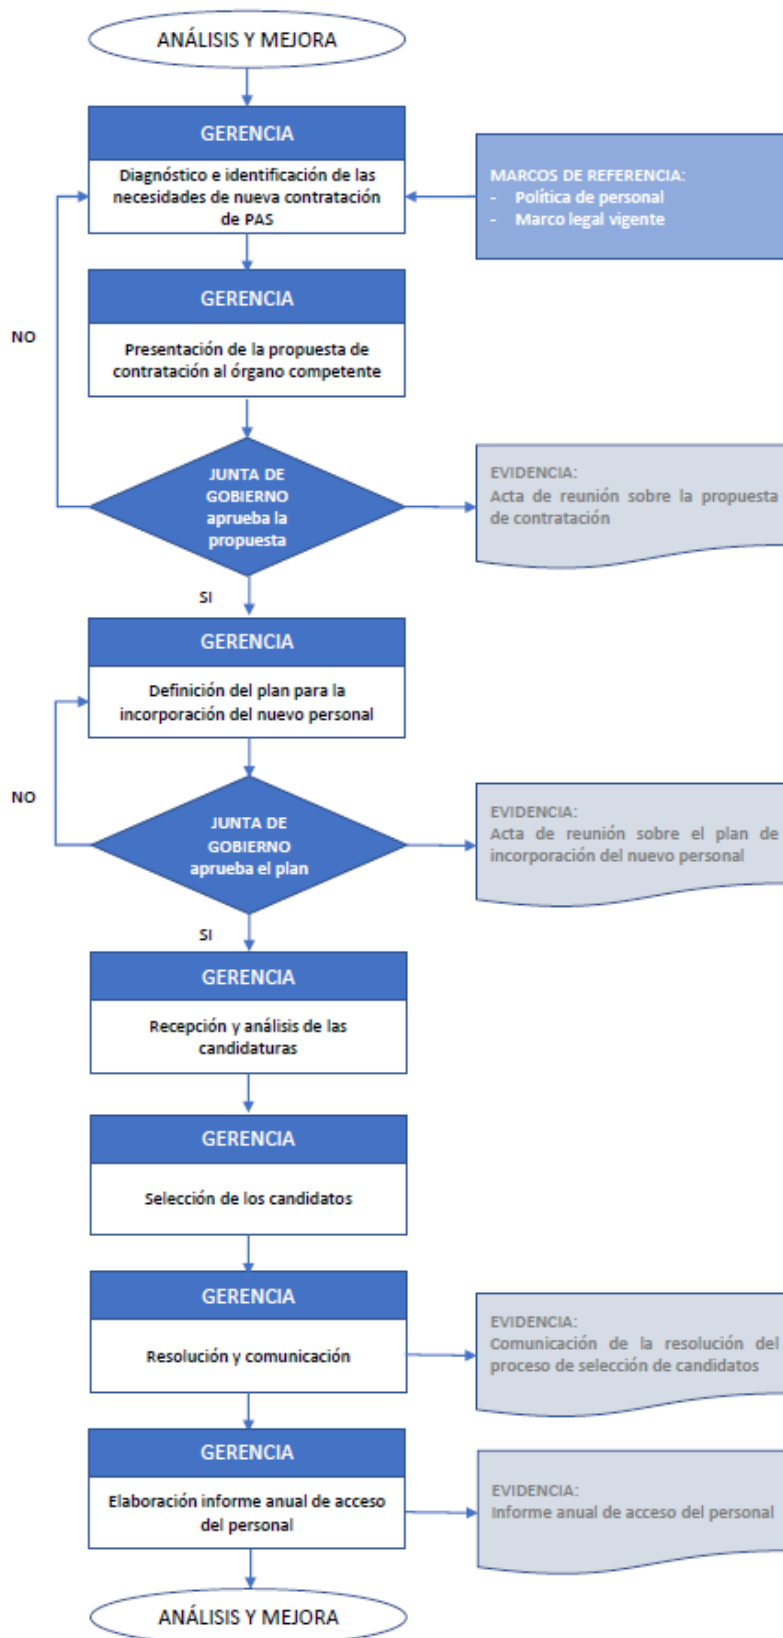 ANÁLISIS Y MEJORA
GERENCIA
Diagnóstico e identificación de las
necesidades de nueva contratación
de PAS
MARCOS DE REFERENCIA:
- Política de personal
- Marco legal vigente
GERENCIA
Presentación de la propuesta de
contratación al órgano competente
NO
JUNTA DE
GOBIERNO
aprueba la
propuesta
EVIDENCIA:
Acta de reunión sobre la propuesta
de contratación
SI
GERENCIA
Definición del plan para la
incorporación del nuevo personal
NO
JUNTA DE
GOBIERNO
aprueba el plan
EVIDENCIA:
Acta de reunión sobre el plan de
incorporación del nuevo personal
SI
GERENCIA
Recepción y análisis de las
candidaturas
GERENCIA
Selección de los candidatos
GERENCIA
Resolución y comunicación
EVIDENCIA:
Comunicación de la resolución del
proceso de selección de candidatos
GERENCIA
Elaboración informe anual de acceso
del personal
EVIDENCIA:
Informe anual de acceso del personal
ANÁLISIS Y MEJORA